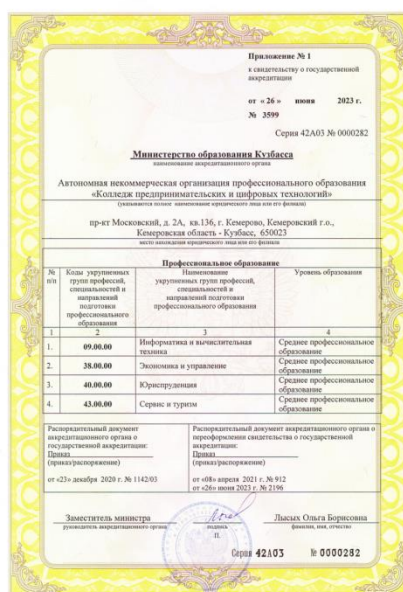 Приложение № 1
к свидетельству о государственной
аккредитации
от « 26 » июня 2023 г.
№ 3599
Серия 42А03 № 0000282
Министерство образования Кузбасса
наименование аккредитационного органа
Автономная некоммерческая организация профессионального образования
«Колледж предпринимательских и цифровых технологий»
(указываются полное наименование юридического лица или его филиала)
пр-кт Московский, д. 2А, кв.136, г. Кемерово, Кемеровский г.о.,
Кемеровская область - Кузбасс, 650023
место нахождения юридического лица или его филиала
Профессиональное образование
№ п/п
Коды укрупненных групп профессий, специальностей и направлений подготовки профессионального образования
Наименование укрупненных групп профессий, специальностей и направлений подготовки профессионального образования
Уровень образования
1 2 3 4
1. 09.00.00 Информатика и вычислительная техника Среднее профессиональное образование
2. 38.00.00 Экономика и управление Среднее профессиональное образование
3. 40.00.00 Юриспруденция Среднее профессиональное образование
4. 43.00.00 Сервис и туризм Среднее профессиональное образование
Распорядительный документ
аккредитационного органа о
государственной аккредитации:
Приказ
(приказ/распоряжение)
от «23» декабря 2020 г. № 1142/03
Распорядительный документ аккредитационного органа о
переоформлении свидетельства о государственной
аккредитации:
Приказ
(приказ/распоряжение)
от «08» апреля 2021 г. № 912
от «26» июня 2023 г. № 2196
Заместитель министра
руководитель аккредитационного органа
подпись
Лысых Ольга Борисовна
фамилия, имя, отчество
М.П.
Серия 42А03 № 0000282